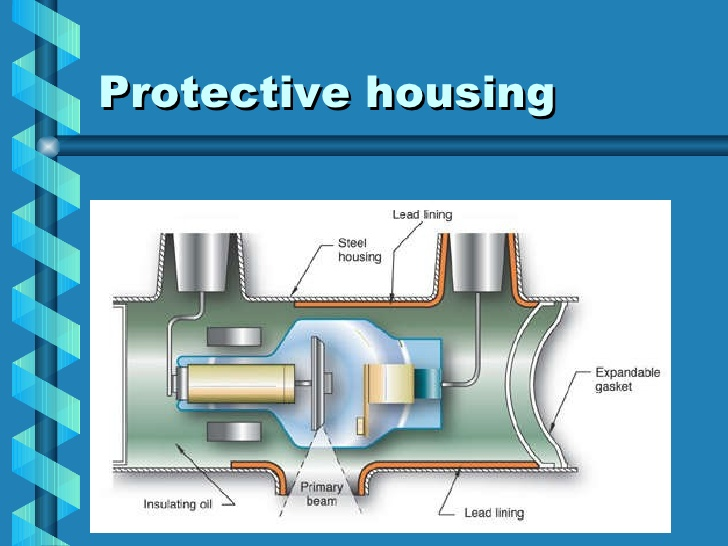 Protective housing
Lead lining
Steel
housing
Expandable
gasket
Primary
beam
Insulating oil
Lead lining